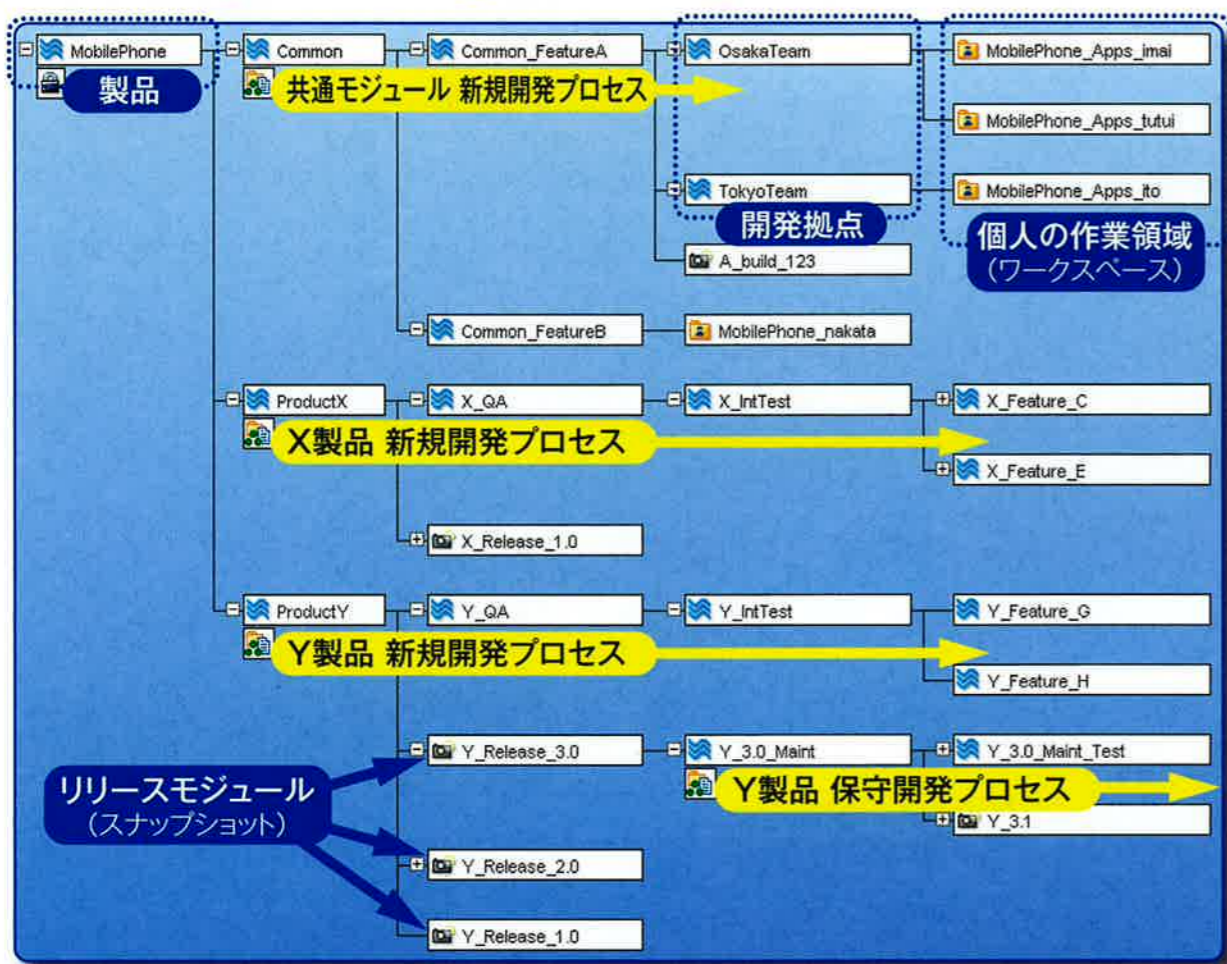 MobilePhone
Common
Common_FeatureA
OsakaTeam
MobilePhone_Apps_imai
製品
共通モジュール 新規開発プロセス
MobilePhone_Apps_tutui
TokyoTeam
MobilePhone_Apps_ito
開発拠点
個人の作業領域
(ワークスペース)
A_build_123
Common_FeatureB
MobilePhone_nakata
ProductX
X_QA
X_IntTest
X_Feature_C
X製品 新規開発プロセス
X_Feature_E
X_Release_1.0
ProductY
Y_QA
Y_IntTest
Y_Feature_G
Y製品 新規開発プロセス
Y_Feature_H
Y_Release_3.0
Y_3.0_Maint
Y_3.0_Maint_Test
リリースモジュール
(スナップショット)
Y製品 保守開発プロセス
Y_3.1
Y_Release_2.0
Y_Release_1.0